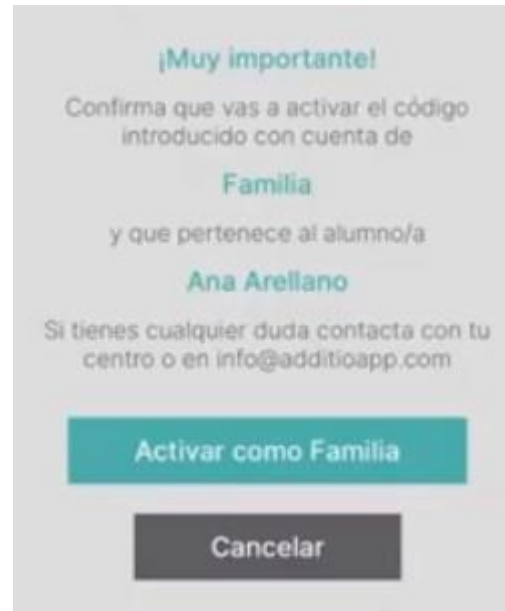 ¡Muy importante!
Confirma que vas a activar el código
introducido con cuenta de
Familia
y que pertenece al alumno/a
Ana Arellano
Si tienes cualquier duda contacta con tu
centro o en info@additioapp.com
Activar como Familia
Cancelar